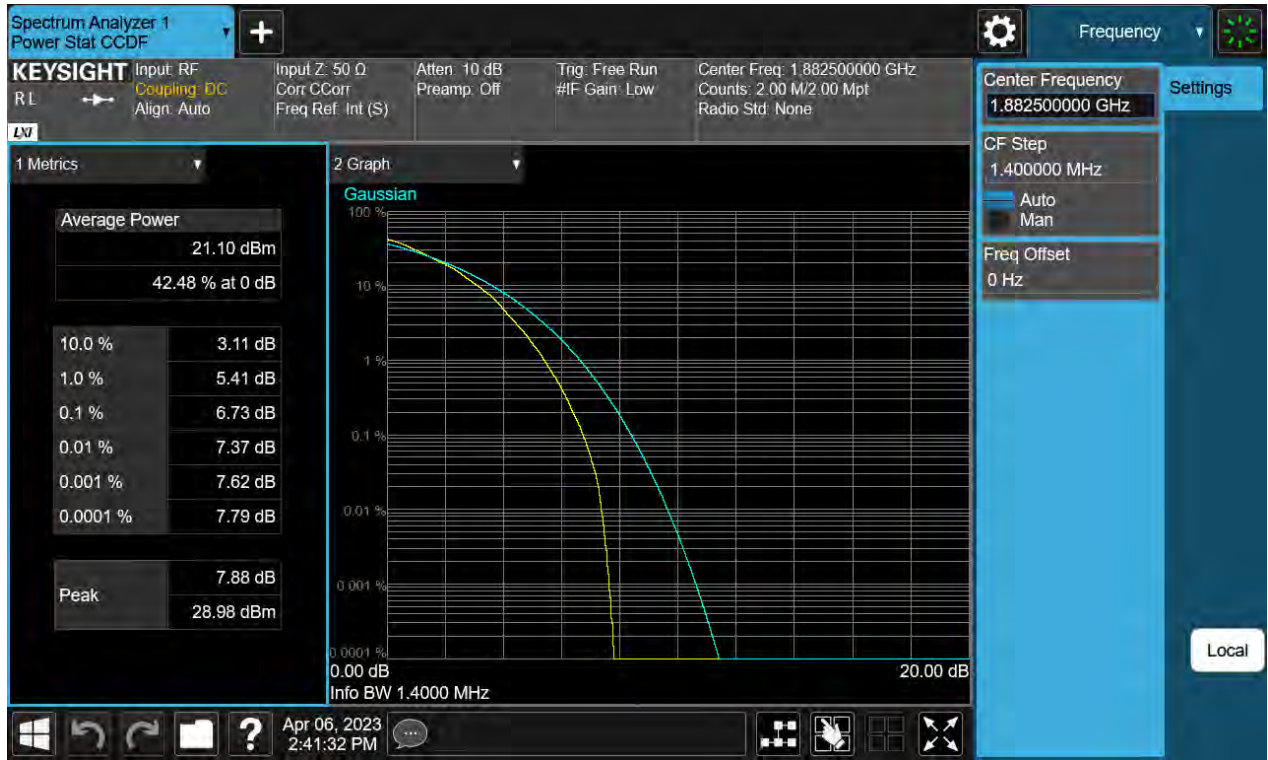 Spectrum Analyzer 1
Power Stat CCDF
Frequency
KEYSIGHT
R L
LXI
Input: RF
Coupling: DC
Align: Auto
Input Z: 50 Ω
Corr CCorr
Freq Ref: Int (S)
Atten: 10 dB
Preamp: Off
Trig: Free Run
#IF Gain: Low
Center Freq: 1.882500000 GHz
Counts: 2.00 M/2.00 Mpt
Radio Std: None
Center Frequency
1.882500000 GHz
Settings
CF Step
1.400000 MHz
Auto
Man
Freq Offset
0 Hz
1 Metrics
Average Power
21.10 dBm
42.48 % at 0 dB
10.0 % 3.11 dB
1.0 % 5.41 dB
0.1 % 6.73 dB
0.01 % 7.37 dB
0.001 % 7.62 dB
0.0001 % 7.79 dB
Peak
7.88 dB
28.98 dBm
2 Graph
Gaussian
100 %
10 %
1 %
0.1 %
0.01 %
0.001 %
0.0001 %
0.00 dB 20.00 dB
Info BW 1.4000 MHz
Local
?
Apr 06, 2023
2:41:32 PM